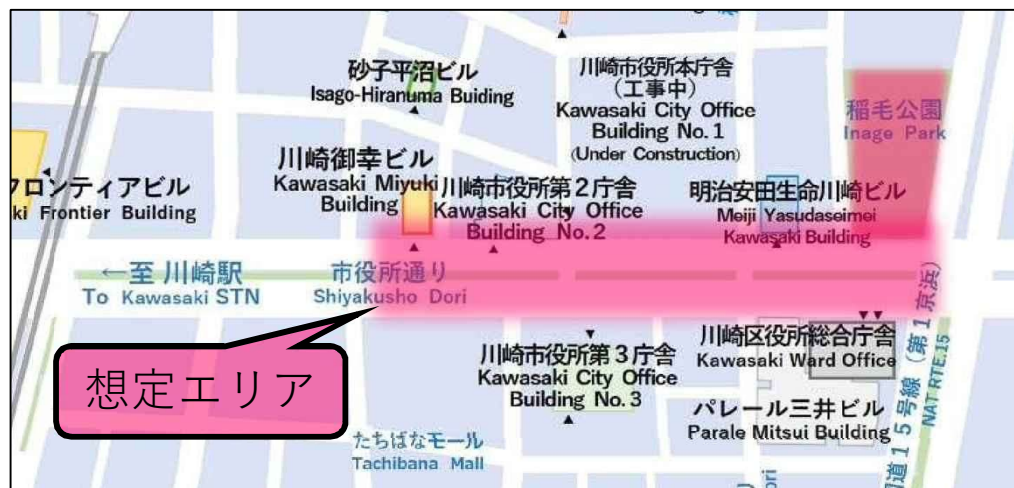 砂子平沼ビル
Isago-Hiranuma Buiding
川崎市役所本庁舎
(工事中)
Kawasaki City Office
Building No. 1
(Under Construction)
稲毛公園
Inage Park
川崎御幸ビル
Kawasaki Miyuki
Building
フロンティアビル
ki Frontier Building
川崎市役所第2庁舎
Kawasaki City Office
Building No. 2
明治安田生命川崎ビル
Meiji Yasudaseimei
Kawasaki Building
←至 川崎駅
To Kawasaki STN
市役所通り
Shiyakusho Dori
想定エリア
川崎市役所第3庁舎
Kawasaki City Office
Building No. 3
川崎区役所総合庁舎
Kawasaki Ward Office
パレール三井ビル
Parale Mitsui Building
たちばなモール
Tachibana Mall
国道15号線(第1京浜)
NAT RTE.15